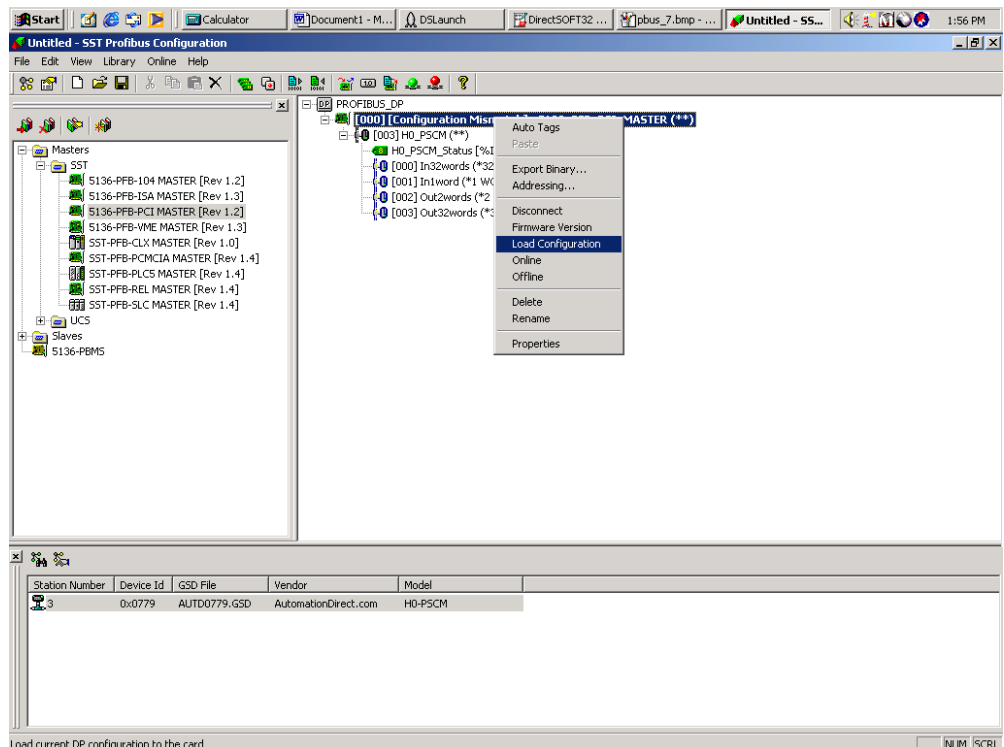 Start Calculator Document1 - M... DSLaunch DirectSOFT32 ... pbus_7.bmp - ... Untitled - SS... 1:56 PM
Untitled - SST Profibus Configuration
File Edit View Library Online Help
PROFIBUS_DP
[000] [Configuration Mism MASTER (**)
[003] H0_PSCM (**)
H0_PSCM_Status [%I
[000] In32words (*32
[001] In1word (*1 WO
[002] Out2words (*2
[003] Out32words (*3
Auto Tags
Paste
Export Binary...
Addressing...
Disconnect
Firmware Version
Load Configuration
Online
Offline
Delete
Rename
Properties
Masters
SST
5136-PFB-104 MASTER [Rev 1.2]
5136-PFB-ISA MASTER [Rev 1.3]
5136-PFB-PCI MASTER [Rev 1.2]
5136-PFB-VME MASTER [Rev 1.3]
SST-PFB-CLX MASTER [Rev 1.0]
SST-PFB-PCMCIA MASTER [Rev 1.4]
SST-PFB-PLC5 MASTER [Rev 1.4]
SST-PFB-REL MASTER [Rev 1.4]
SST-PFB-SLC MASTER [Rev 1.4]
UCS
Slaves
5136-PBMS
Station Number Device Id GSD File Vendor Model
3 0x0779 AUTD0779.GSD AutomationDirect.com H0-PSCM
Load current DP configuration to the card NUM SCRL